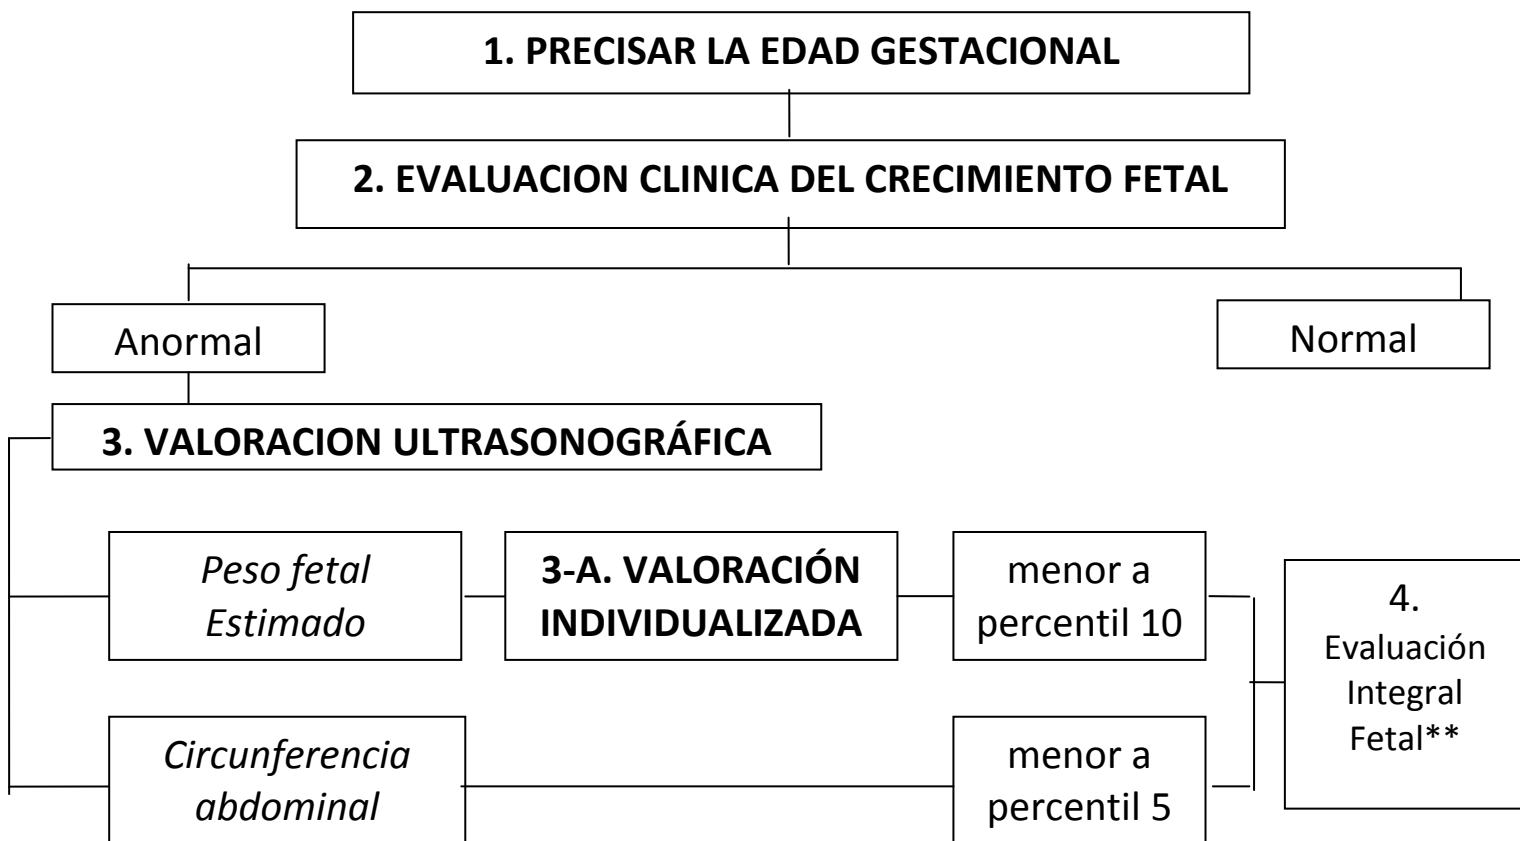 1. PRECISAR LA EDAD GESTACIONAL
2. EVALUACION CLINICA DEL CRECIMIENTO FETAL
Anormal
Normal
3. VALORACION ULTRASONOGRÁFICA
Peso fetal
Estimado
3-A. VALORACIÓN
INDIVIDUALIZADA
menor a
percentil 10
4.
Evaluación
Integral
Fetal**
Circunferencia
abdominal
menor a
percentil 5